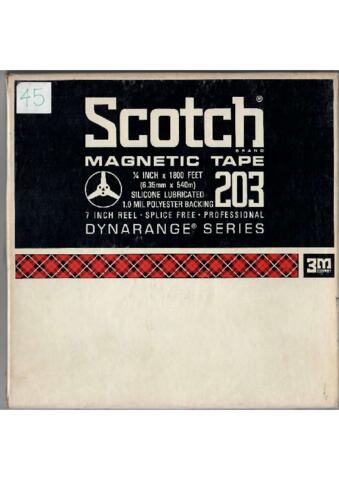 45
Scotch®
BRAND
MAGNETIC TAPE
¼ INCH x 1800 FEET
(6.35mm x 540m)
SILICONE LUBRICATED
1.0 MIL POLYESTER BACKING
203
7 INCH REEL · SPLICE FREE · PROFESSIONAL
DYNARANGE® SERIES
3M
COMPANY